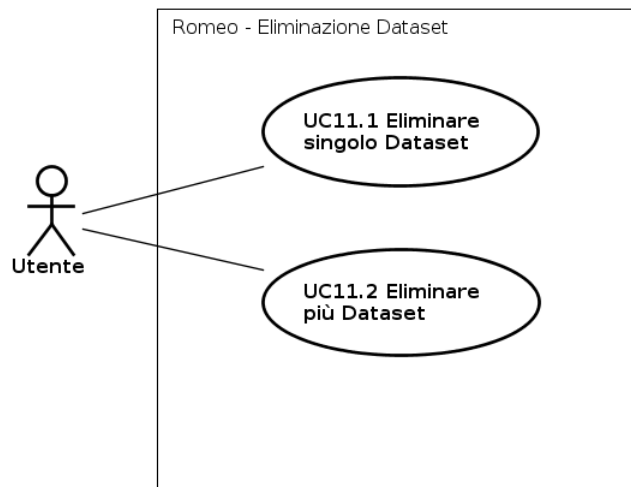 Romeo - Eliminazione Dataset
UC11.1 Eliminare
singolo Dataset
Utente
UC11.2 Eliminare
più Dataset